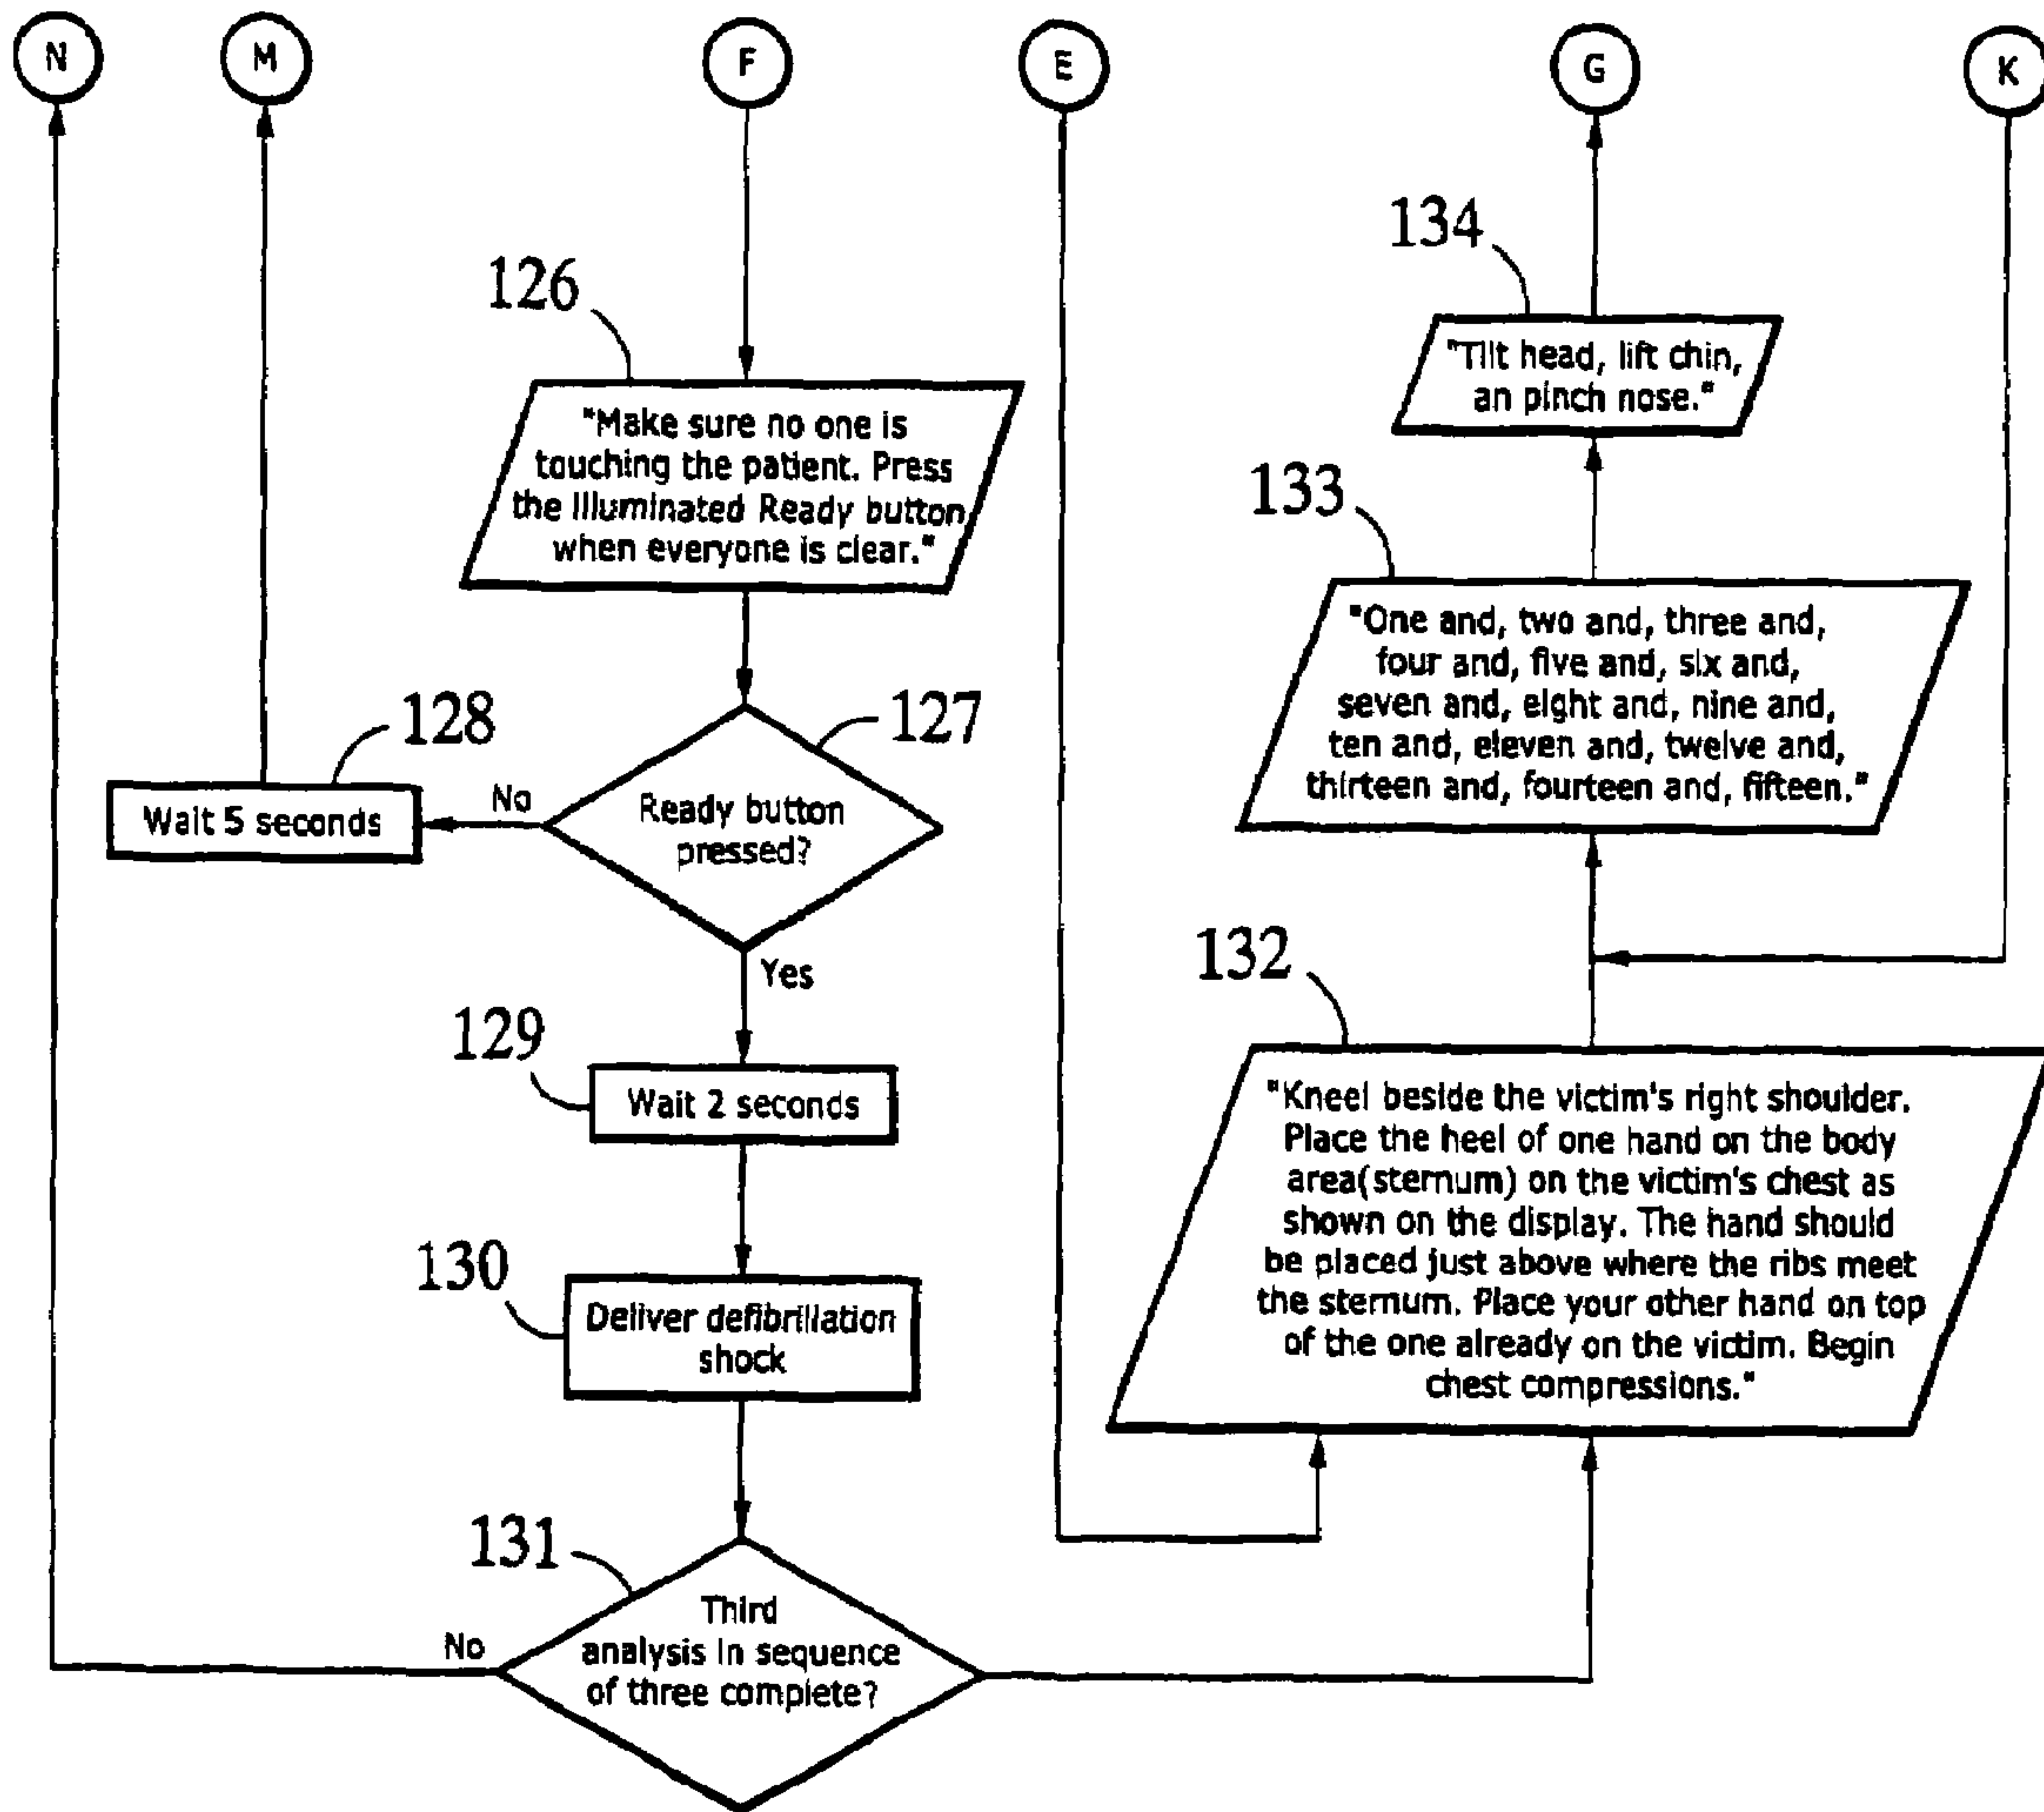 N
M
F
E
G
K
126
"Make sure no one is
touching the patient. Press
the Illuminated Ready button
when everyone is clear."
128
127
Wait 5 seconds
No
Ready button
pressed?
Yes
129
Wait 2 seconds
130
Deliver defibrillation
shock
131
No
Third
analysis in sequence
of three complete?
134
"Tilt head, lift chin,
an pinch nose."
133
"One and, two and, three and,
four and, five and, six and,
seven and, eight and, nine and,
ten and, eleven and, twelve and,
thirteen and, fourteen and, fifteen."
132
"Kneel beside the victim's right shoulder.
Place the heel of one hand on the body
area(sternum) on the victim's chest as
shown on the display. The hand should
be placed just above where the ribs meet
the sternum. Place your other hand on top
of the one already on the victim. Begin
chest compressions."